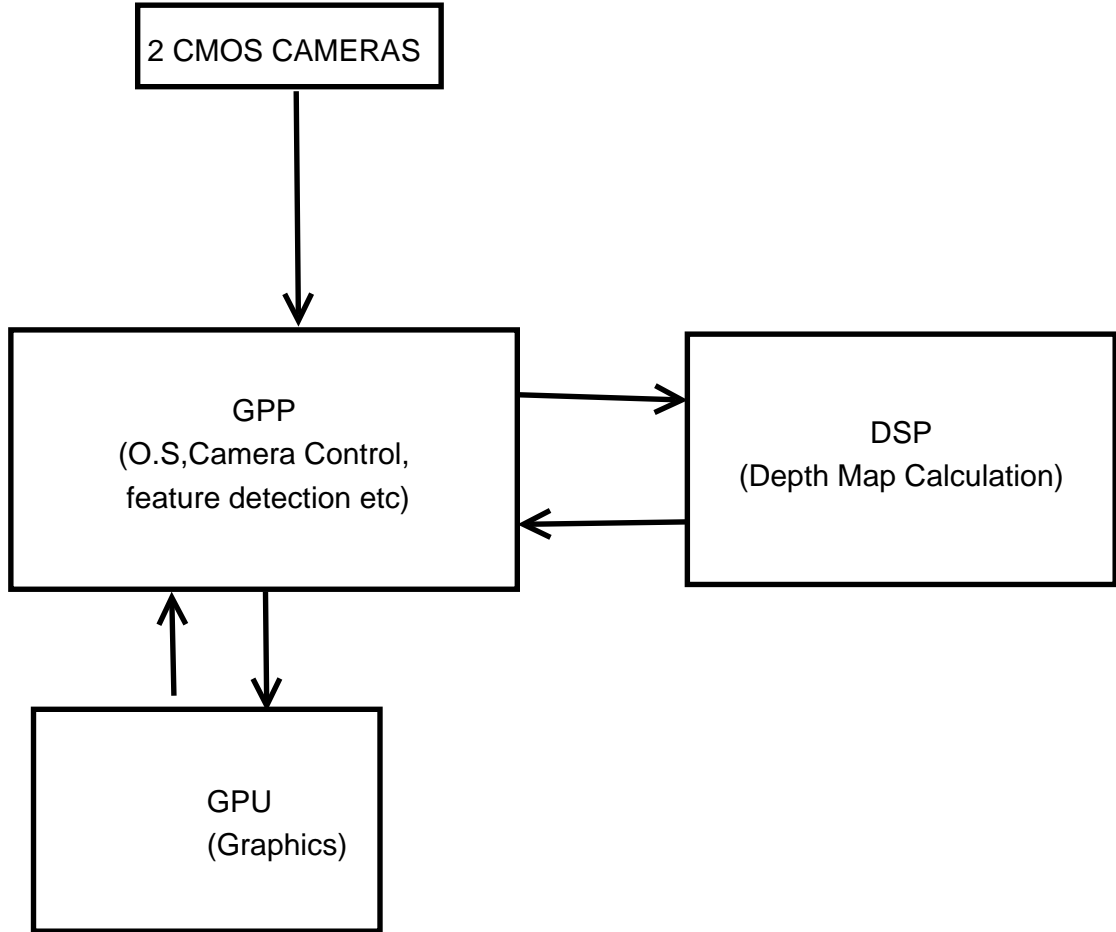 2 CMOS CAMERAS
GPP
(O.S,Camera Control,
feature detection etc)
DSP
(Depth Map Calculation)
GPU
(Graphics)